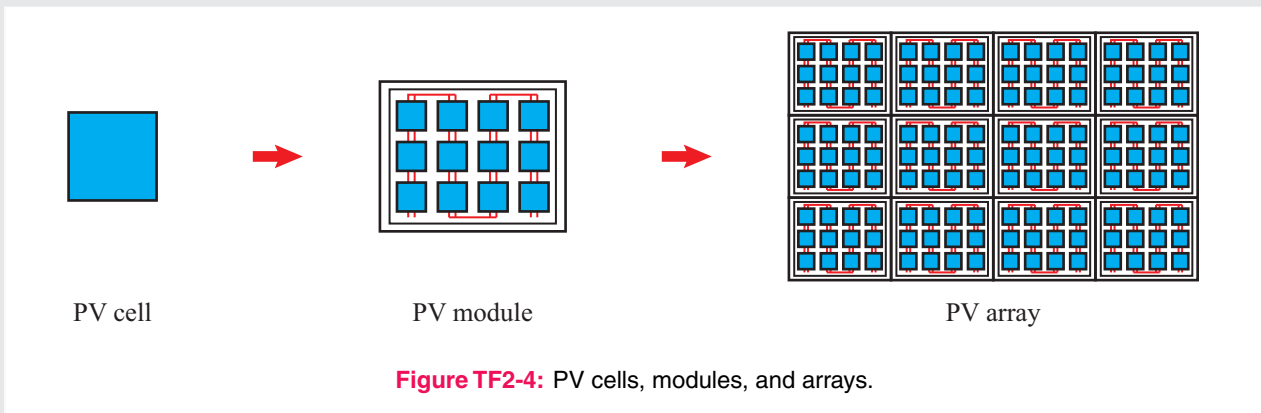 PV cell
PV module
PV array
Figure TF2-4: PV cells, modules, and arrays.